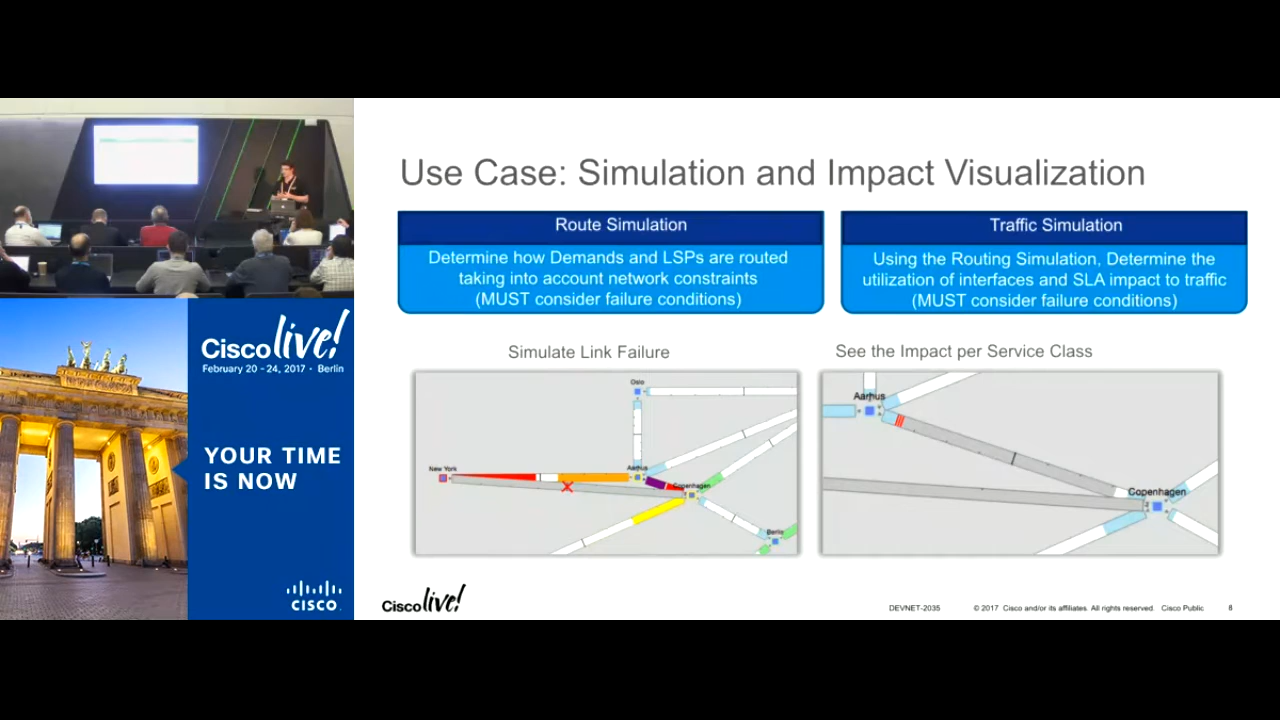 Use Case: Simulation and Impact Visualization
Route Simulation
Determine how Demands and LSPs are routed
taking into account network constraints
(MUST consider failure conditions)
Traffic Simulation
Using the Routing Simulation, Determine the
utilization of interfaces and SLA impact to traffic
(MUST consider failure conditions)
Simulate Link Failure
See the Impact per Service Class
Oslo
New York
Aarhus
Copenhagen
Berlin
Aarhus
Copenhagen
Cisco live!
February 20 - 24, 2017 • Berlin
YOUR TIME
IS NOW
CISCO
Cisco live!
DEVNET-2035 © 2017 Cisco and/or its affiliates. All rights reserved. Cisco Public 6